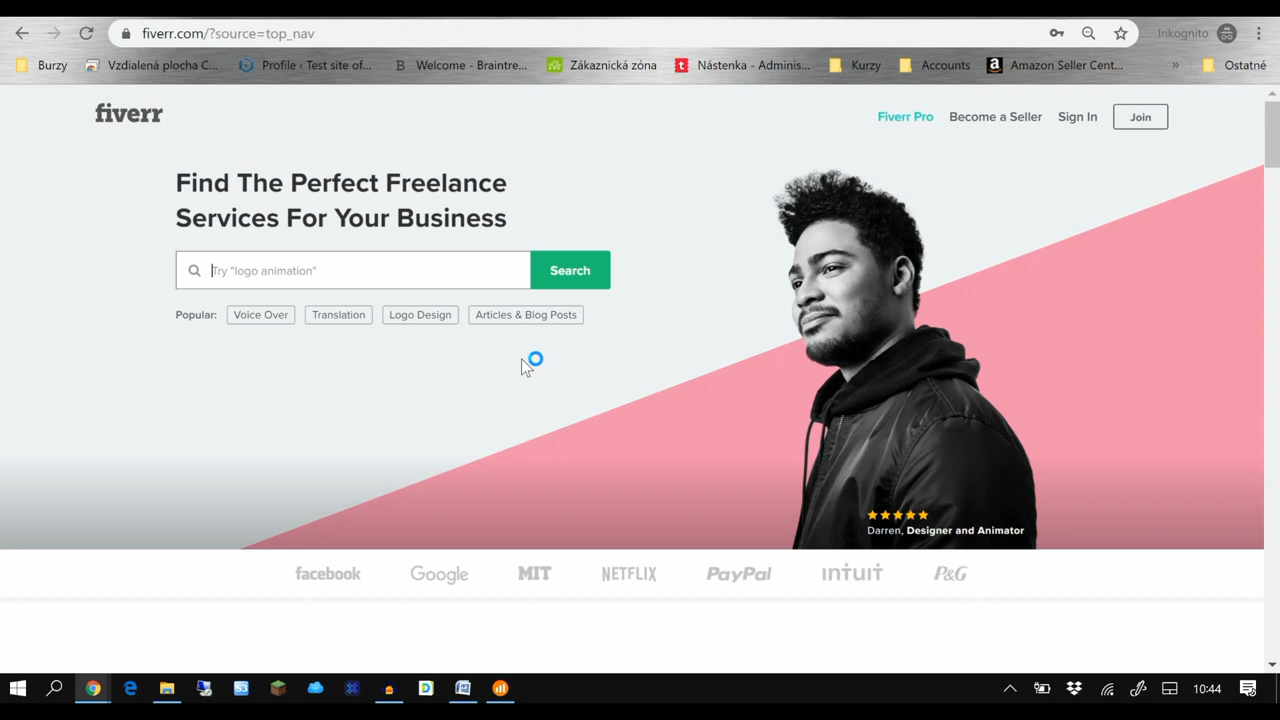 fiverr.com/?source=top_nav
Inkognito
Burzy
Vzdialená plocha C...
Profile ‹ Test site of...
B
Welcome - Braintre...
Zákaznická zóna
t
Nástenka - Adminis...
Kurzy
Accounts
a
Amazon Seller Cent...
»
Ostatné
fiverr
Fiverr Pro
Become a Seller
Sign In
Join
Find The Perfect Freelance
Services For Your Business
Try "logo animation"
Search
Popular:
Voice Over
Translation
Logo Design
Articles & Blog Posts
Darren, Designer and Animator
facebook
Google
MIT
NETFLIX
PayPal
intuit
P&G
10:44